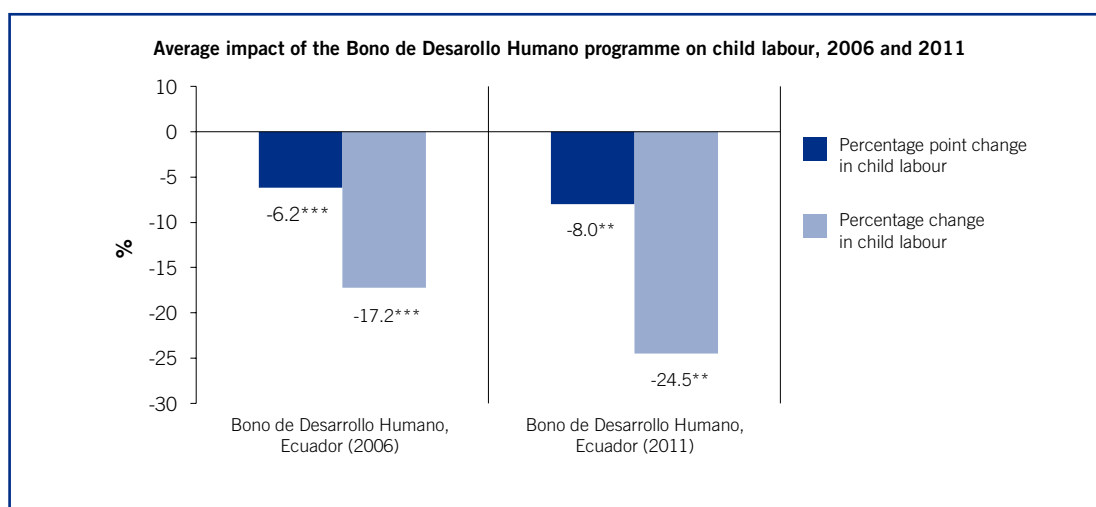 Average impact of the Bono de Desarollo Humano programme on child labour, 2006 and 2011
10
0
-5
-10
-15
-20
-25
-30
%
-6.2***
-17.2***
-8.0**
-24.5**
Bono de Desarrollo Humano,
Ecuador (2006)
Bono de Desarrollo Humano,
Ecuador (2011)
Percentage point change
in child labour
Percentage change
in child labour